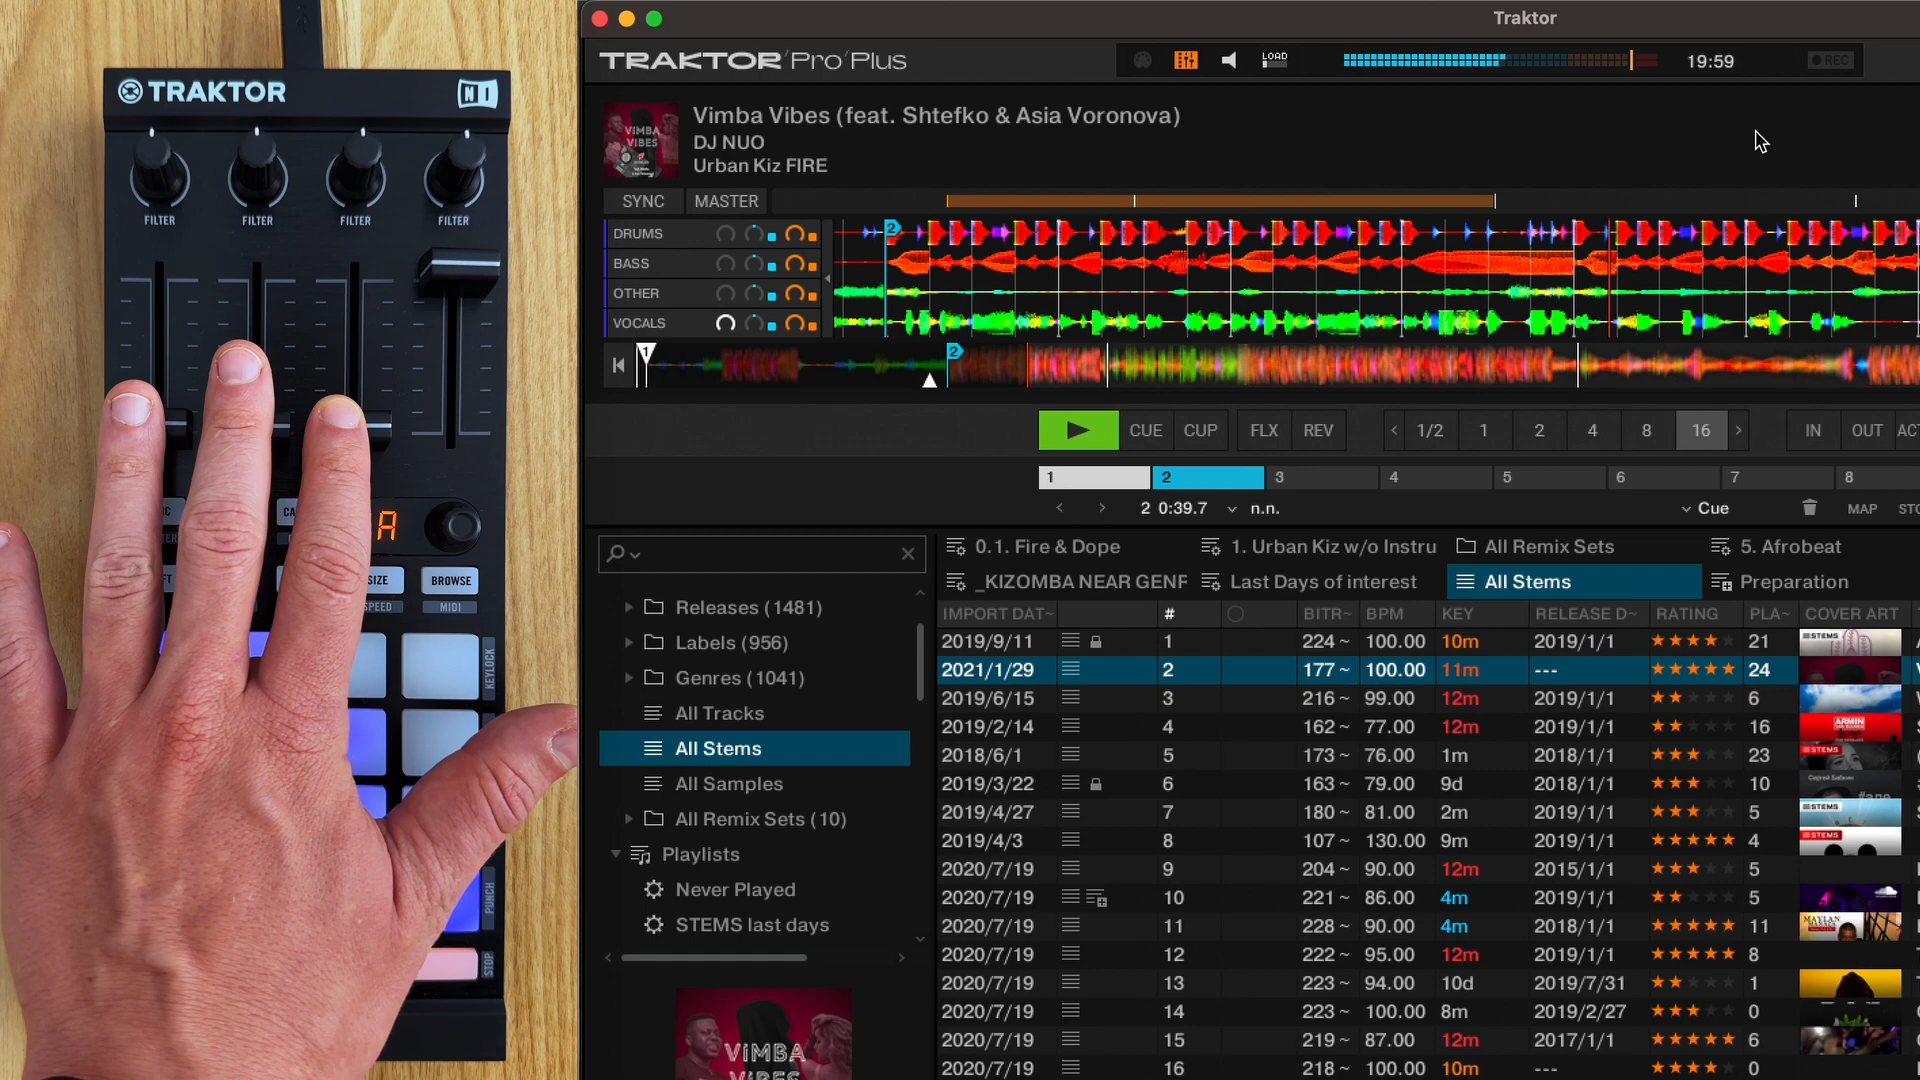 TRAKTOR
FILTER FILTER FILTER FILTER
A
SIZE BROWSE
SPEED MIDI
KEYLOCK
PUNCH
STOP
Traktor
TRAKTOR Pro Plus
LOAD
19:59
REC
VIMBA
VIBES
Vimba Vibes (feat. Shtefko & Asia Voronova)
DJ NUO
Urban Kiz FIRE
SYNC MASTER
DRUMS
BASS
OTHER
VOCALS
2
1 2
CUE CUP FLX REV 1/2 1 2 4 8 16 IN OUT
1 2 3 4 5 6 7 8
2 0:39.7 n.n. Cue MAP
0.1. Fire & Dope 1. Urban Kiz w/o Instru All Remix Sets 5. Afrobeat
_KIZOMBA NEAR GENF Last Days of interest All Stems Preparation
Releases (1481)
Labels (956)
Genres (1041)
All Tracks
All Stems
All Samples
All Remix Sets (10)
Playlists
Never Played
STEMS last days
VIMBA
IMPORT DAT~ # BITR~ BPM KEY RELEASE D~ RATING PLA~ COVER ART
2019/9/11 1 224 ~ 100.00 10m 2019/1/1 21
2021/1/29 2 177 ~ 100.00 11m --- 24
2019/6/15 3 216 ~ 99.00 12m 2019/1/1 6
2019/2/14 4 162 ~ 77.00 12m 2019/1/1 16
2018/6/1 5 173 ~ 76.00 1m 2018/1/1 23
2019/3/22 6 163 ~ 79.00 9d 2018/1/1 10
2019/4/27 7 180 ~ 81.00 2m 2019/1/1 5
2019/4/3 8 107 ~ 130.00 9m 2019/1/1 4
2020/7/19 9 204 ~ 90.00 12m 2015/1/1 5
2020/7/19 10 221 ~ 86.00 4m 2019/1/1 5
2020/7/19 11 228 ~ 90.00 4m 2018/1/1 11
2020/7/19 12 222 ~ 95.00 12m 2019/1/1 8
2020/7/19 13 223 ~ 94.00 10d 2019/7/31 1
2020/7/19 14 223 ~ 100.00 8m 2019/2/27 0
2020/7/19 15 219 ~ 87.00 12m 2017/1/1 6
2020/7/19 16 218 ~ 100.00 10m --- 0
STEMS
ARMIN
STEMS
STEMS
STEMS